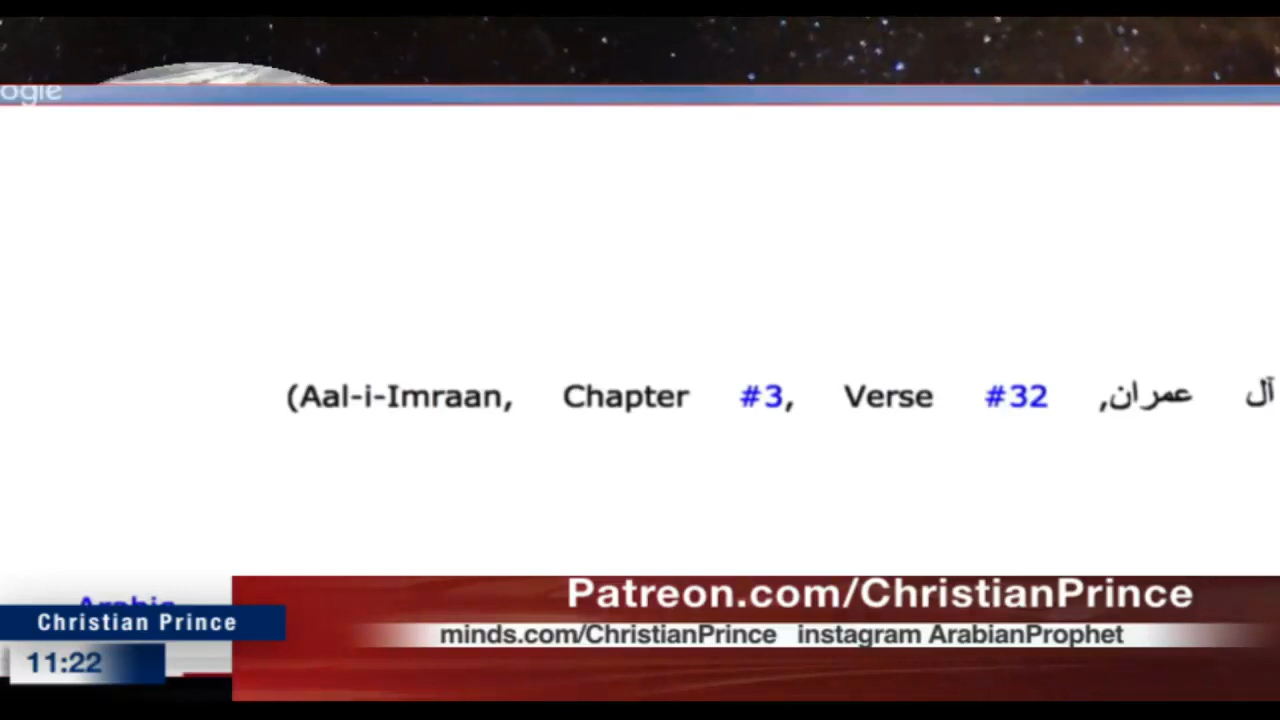 ogle
(Aal-i-Imraan, Chapter #3, Verse #32 ,آل عمران
Patreon.com/ChristianPrince
Arabic
Christian Prince
minds.com/ChristianPrince instagram ArabianProphet
11:22